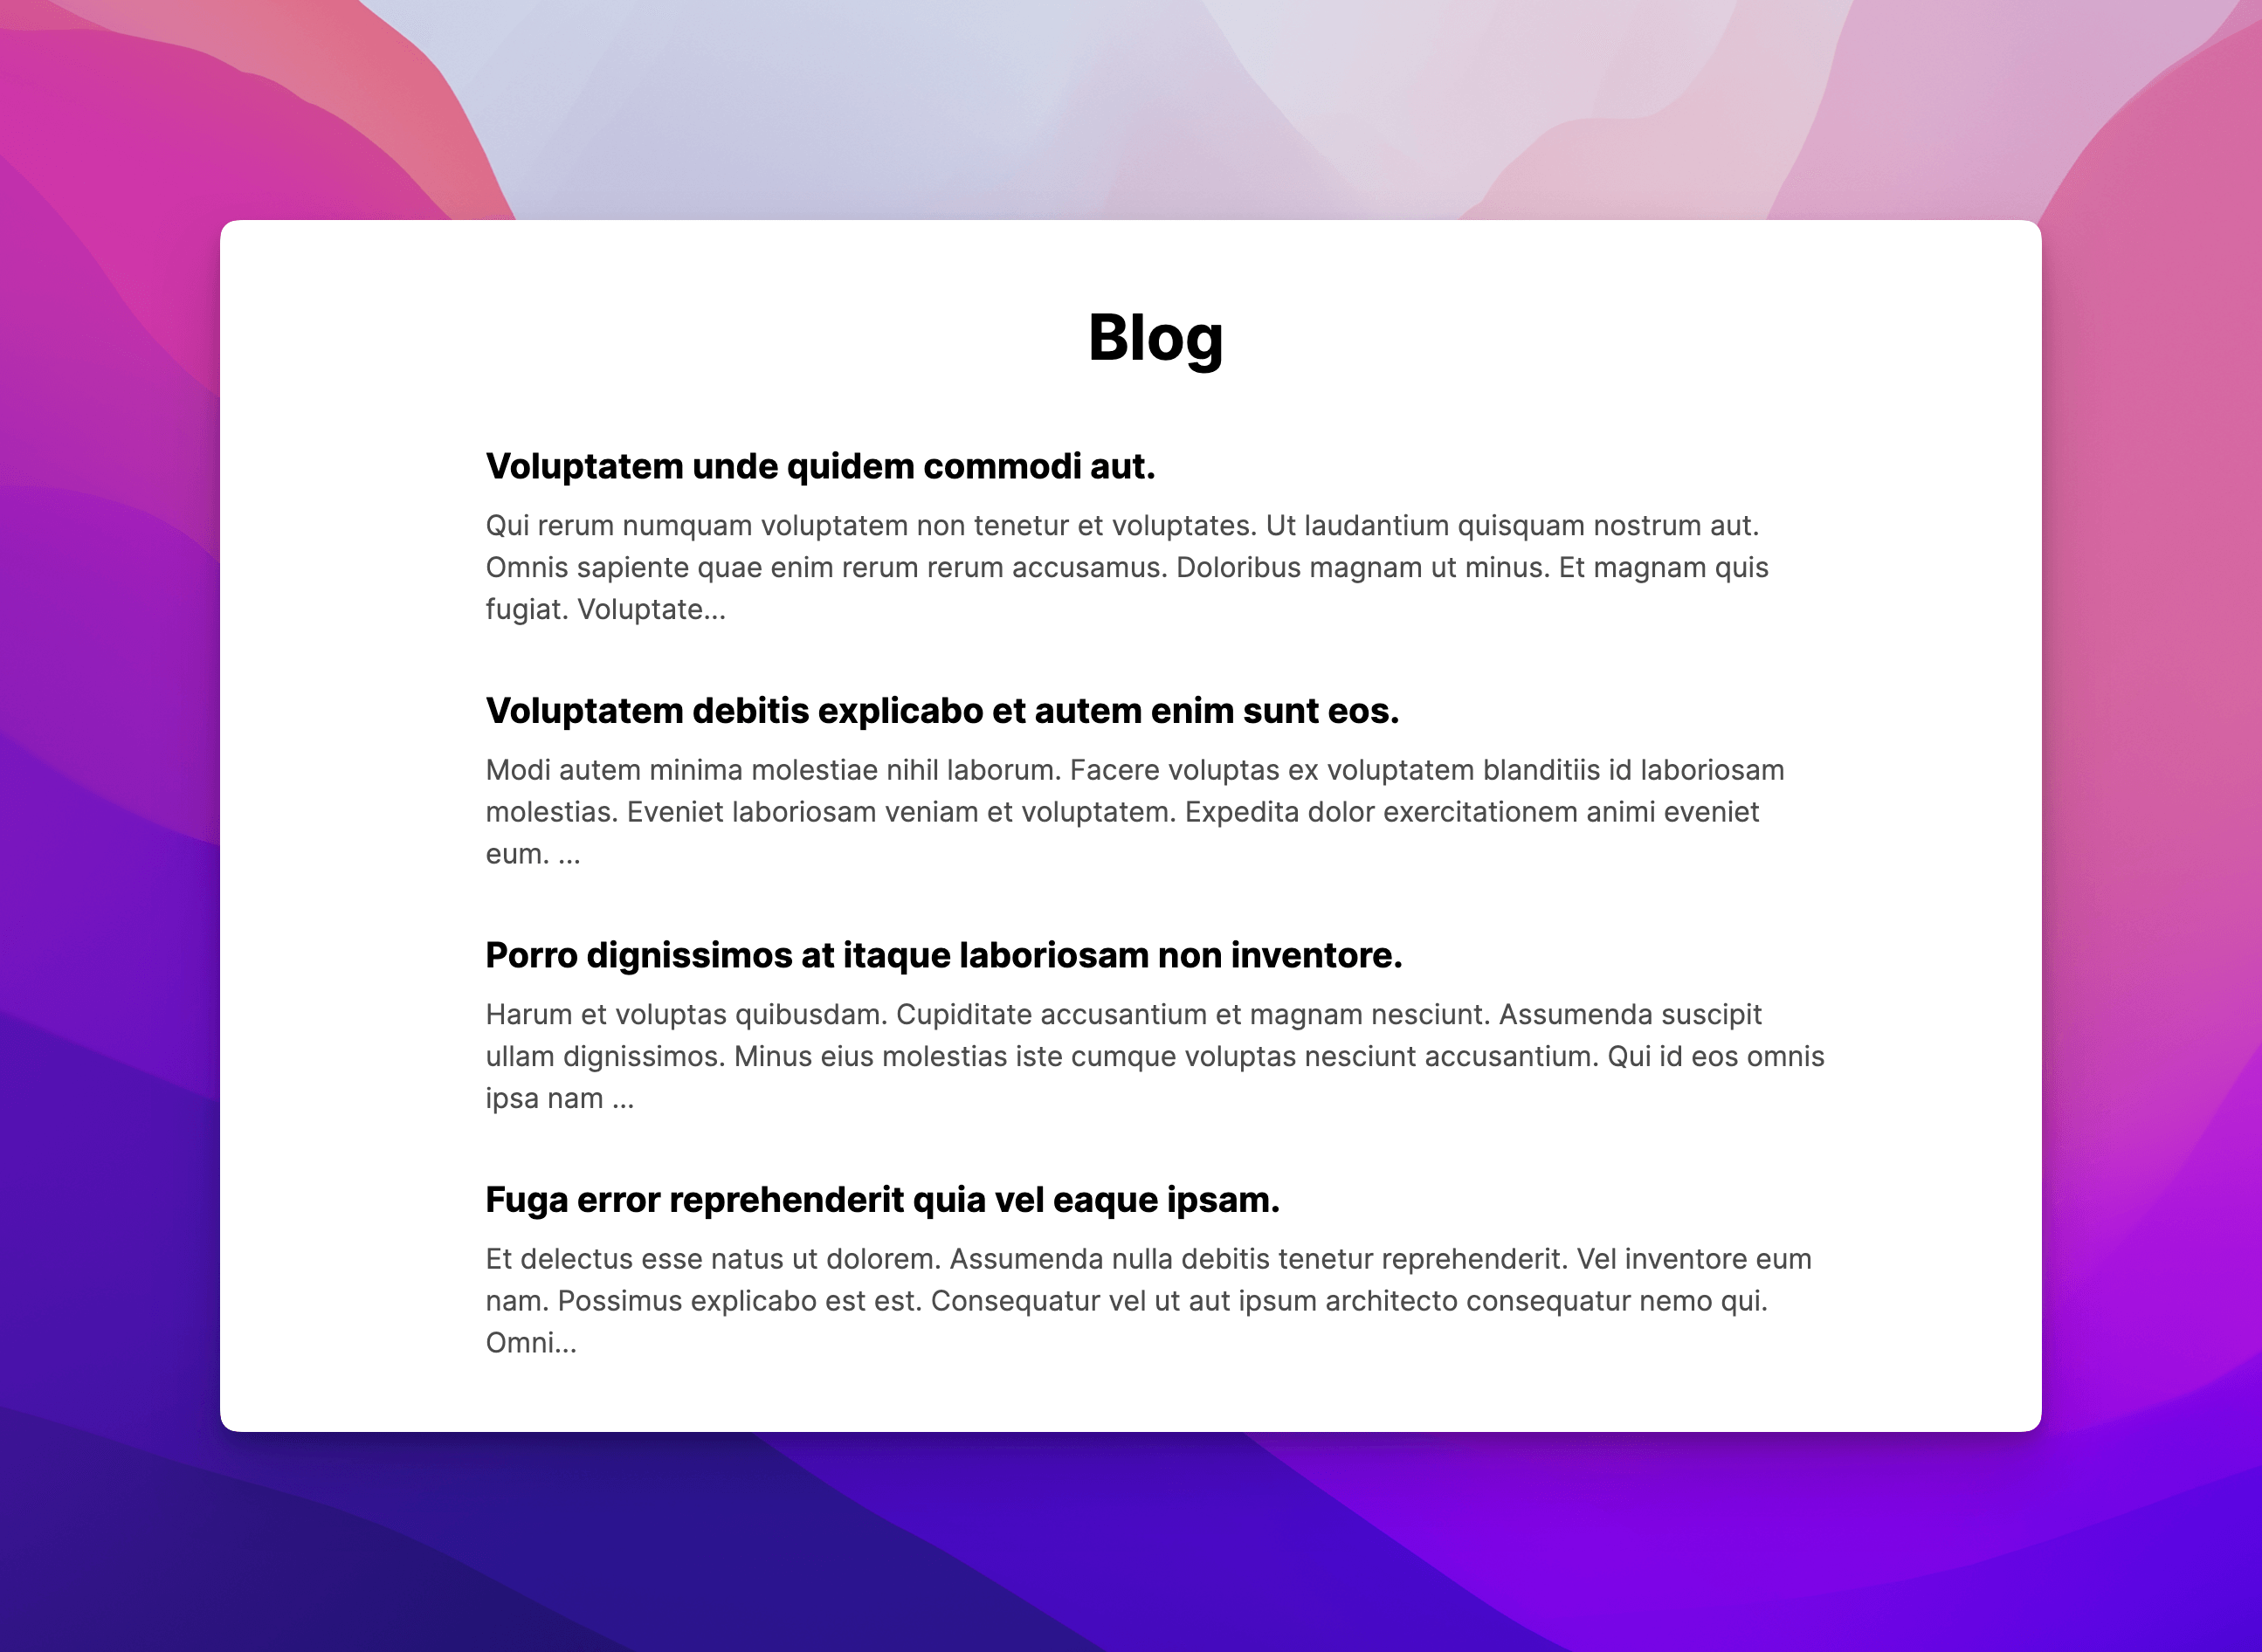 Blog
Voluptatem unde quidem commodi aut.
Qui rerum numquam voluptatem non tenetur et voluptates. Ut laudantium quisquam nostrum aut.
Omnis sapiente quae enim rerum rerum accusamus. Doloribus magnam ut minus. Et magnam quis
fugiat. Voluptate...
Voluptatem debitis explicabo et autem enim sunt eos.
Modi autem minima molestiae nihil laborum. Facere voluptas ex voluptatem blanditiis id laboriosam
molestias. Eveniet laboriosam veniam et voluptatem. Expedita dolor exercitationem animi eveniet
eum. ...
Porro dignissimos at itaque laboriosam non inventore.
Harum et voluptas quibusdam. Cupiditate accusantium et magnam nesciunt. Assumenda suscipit
ullam dignissimos. Minus eius molestias iste cumque voluptas nesciunt accusantium. Qui id eos omnis
ipsa nam ...
Fuga error reprehenderit quia vel eaque ipsam.
Et delectus esse natus ut dolorem. Assumenda nulla debitis tenetur reprehenderit. Vel inventore eum
nam. Possimus explicabo est est. Consequatur vel ut aut ipsum architecto consequatur nemo qui.
Omni...